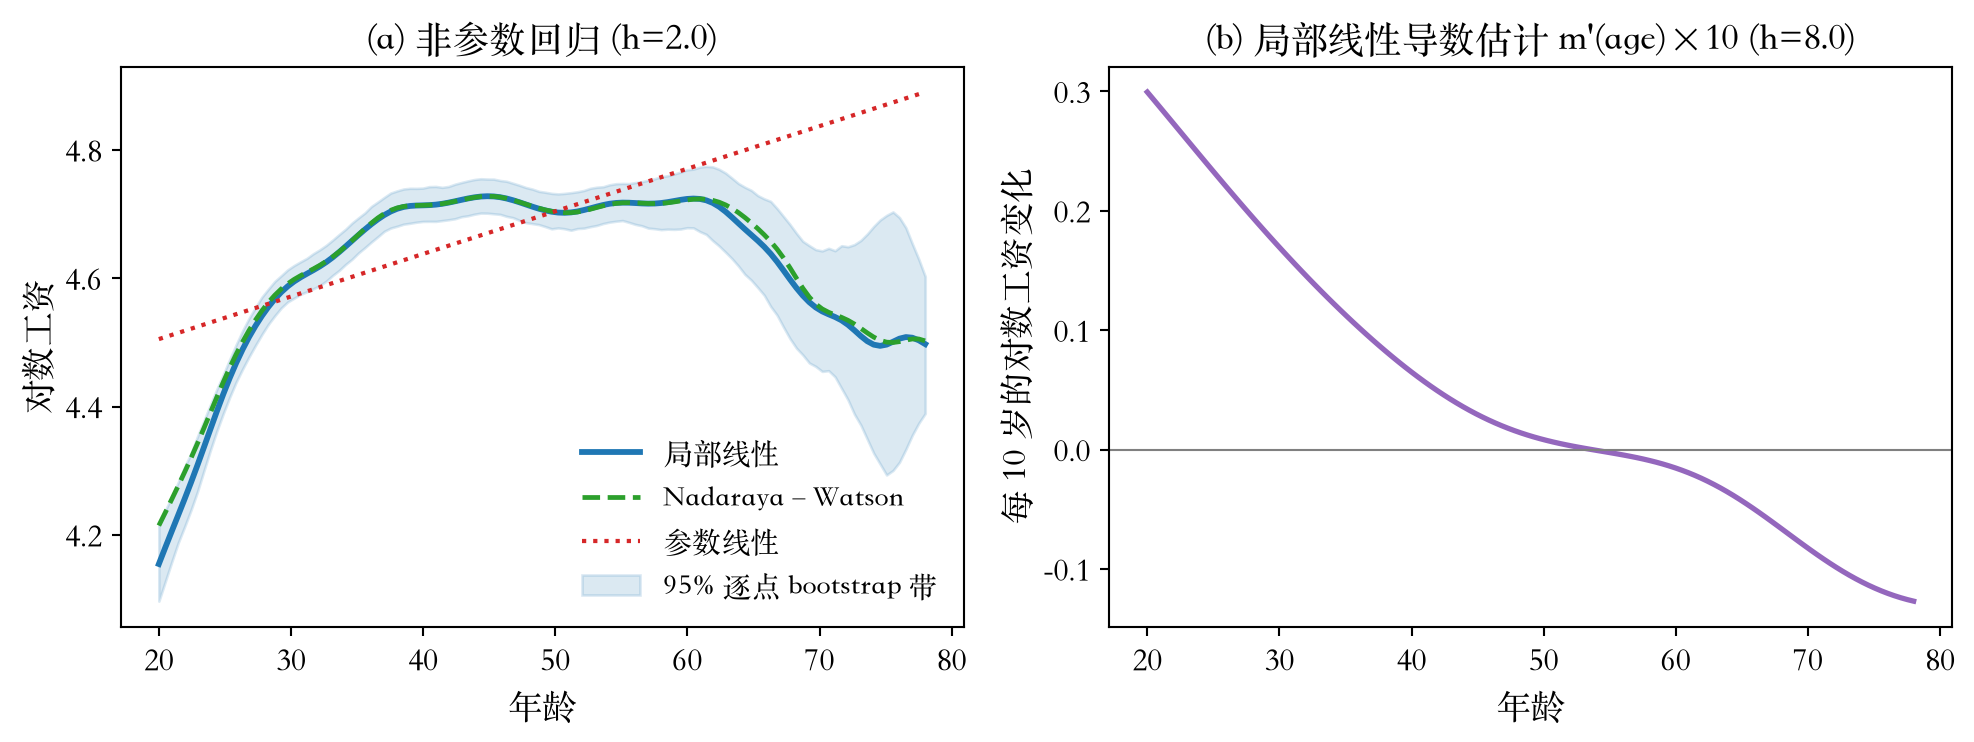 (a) 非参数回归 (h=2.0)
对数工资
4.8
4.6
4.4
4.2
局部线性
Nadaraya – Watson
参数线性
95% 逐点 bootstrap 带
20 30 40 50 60 70 80
年龄
(b) 局部线性导数估计 m'(age)×10 (h=8.0)
每 10 岁的对数工资变化
0.3
0.2
0.1
0.0
-0.1
20 30 40 50 60 70 80
年龄